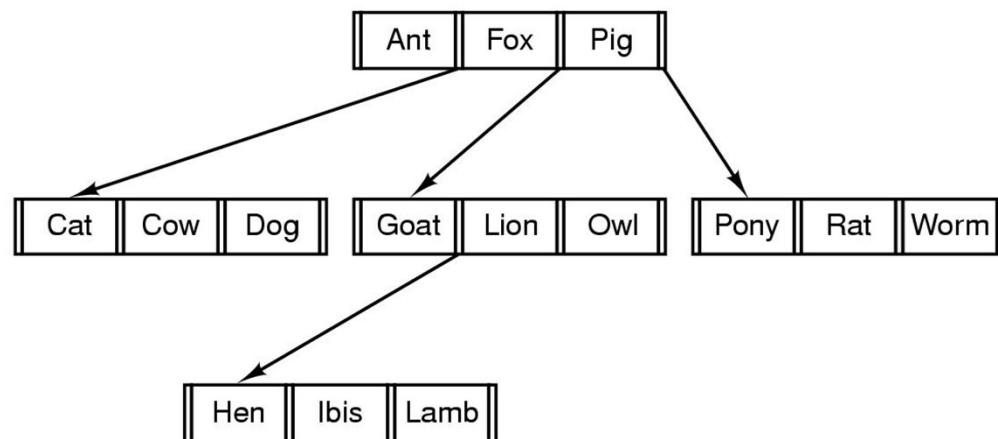 Ant Fox Pig
Cat Cow Dog Goat Lion Owl Pony Rat Worm
Hen Ibis Lamb